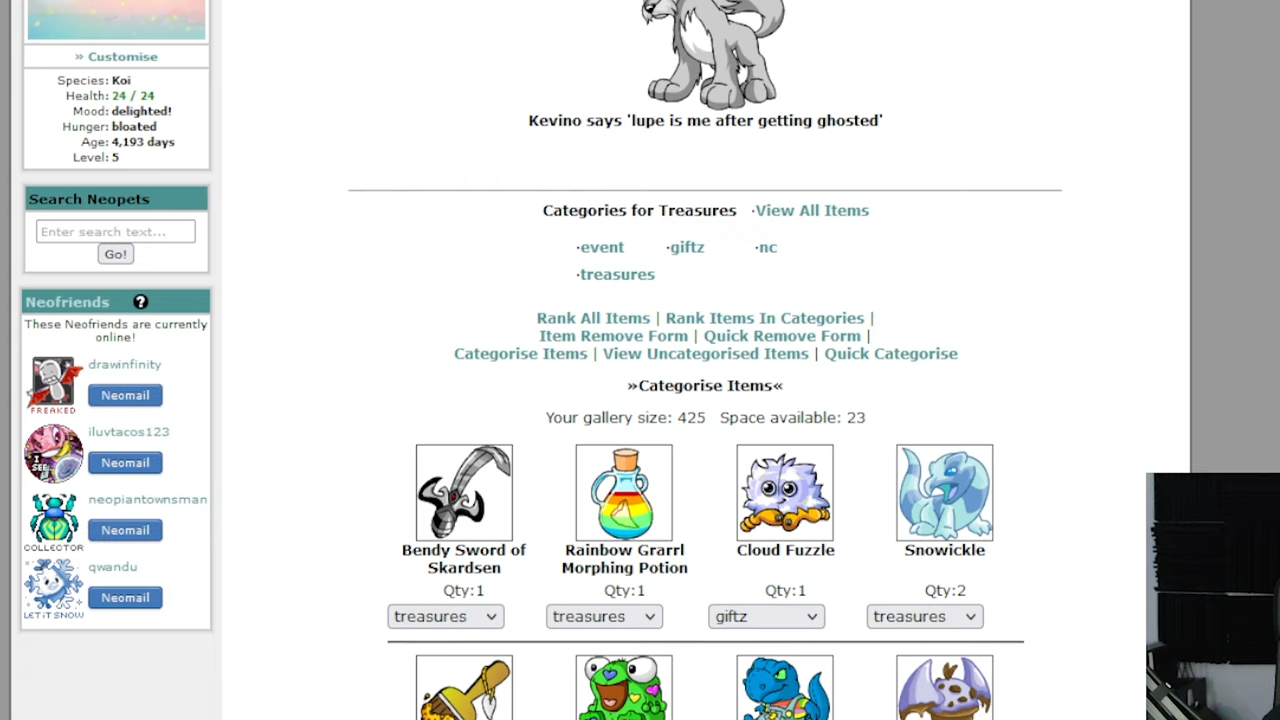 » Customise
Species: Koi
Health: 24 / 24
Mood: delighted!
Hunger: bloated
Age: 4,193 days
Level: 5
Search Neopets
Enter search text...
Go!
Neofriends ?
These Neofriends are currently
online!
drawinfinity
Neomail
FREAKED
iluvtacos123
Neomail
I SEE
neopiantownsman
Neomail
COLLECTOR
qwandu
Neomail
LET IT SNOW
Kevino says 'lupe is me after getting ghosted'
Categories for Treasures ·View All Items
·event ·giftz ·nc
·treasures
Rank All Items | Rank Items In Categories |
Item Remove Form | Quick Remove Form |
Categorise Items | View Uncategorised Items | Quick Categorise
»Categorise Items«
Your gallery size: 425 Space available: 23
Bendy Sword of
Skardsen
Qty:1
treasures
Rainbow Grarrl
Morphing Potion
Qty:1
treasures
Cloud Fuzzle
Qty:1
giftz
Snowickle
Qty:2
treasures